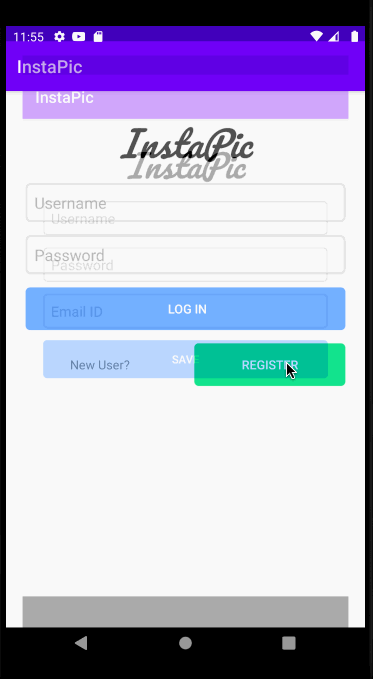 11:55
InstaPic
InstaPic
InstaPic
InstaPic
Username
Username
Password
Password
Email ID
LOG IN
SAVE
New User? REGISTER